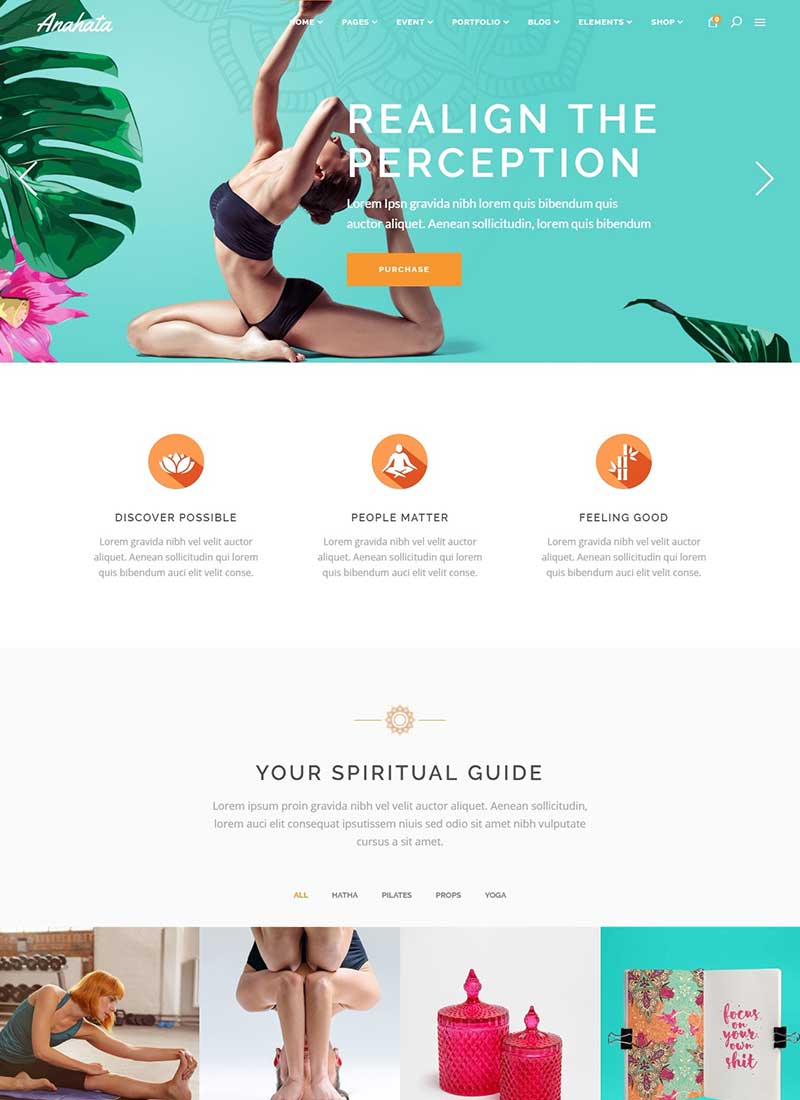 Anahata
HOME PAGES EVENT PORTFOLIO BLOG ELEMENTS SHOP 0
REALIGN THE
PERCEPTION
Lorem Ipsn gravida nibh lorem quis bibendum quis
auctor aliquet. Aenean sollicitudin, lorem quis bibendum
PURCHASE
DISCOVER POSSIBLE
Lorem gravida nibh vel velit auctor
aliquet. Aenean sollicitudin qui lorem
quis bibendum auci elit velit conse.
PEOPLE MATTER
Lorem gravida nibh vel velit auctor
aliquet. Aenean sollicitudin qui lorem
quis bibendum auci elit velit conse.
FEELING GOOD
Lorem gravida nibh vel velit auctor
aliquet. Aenean sollicitudin qui lorem
quis bibendum auci elit velit conse.
YOUR SPIRITUAL GUIDE
Lorem ipsum proin gravida nibh vel velit auctor aliquet. Aenean sollicitudin,
lorem auci elit consequat ipsutissem niuis sed odio sit amet nibh vulputate
cursus a sit amet.
ALL HATHA PILATES PROPS YOGA
focus
on
your
own
shit